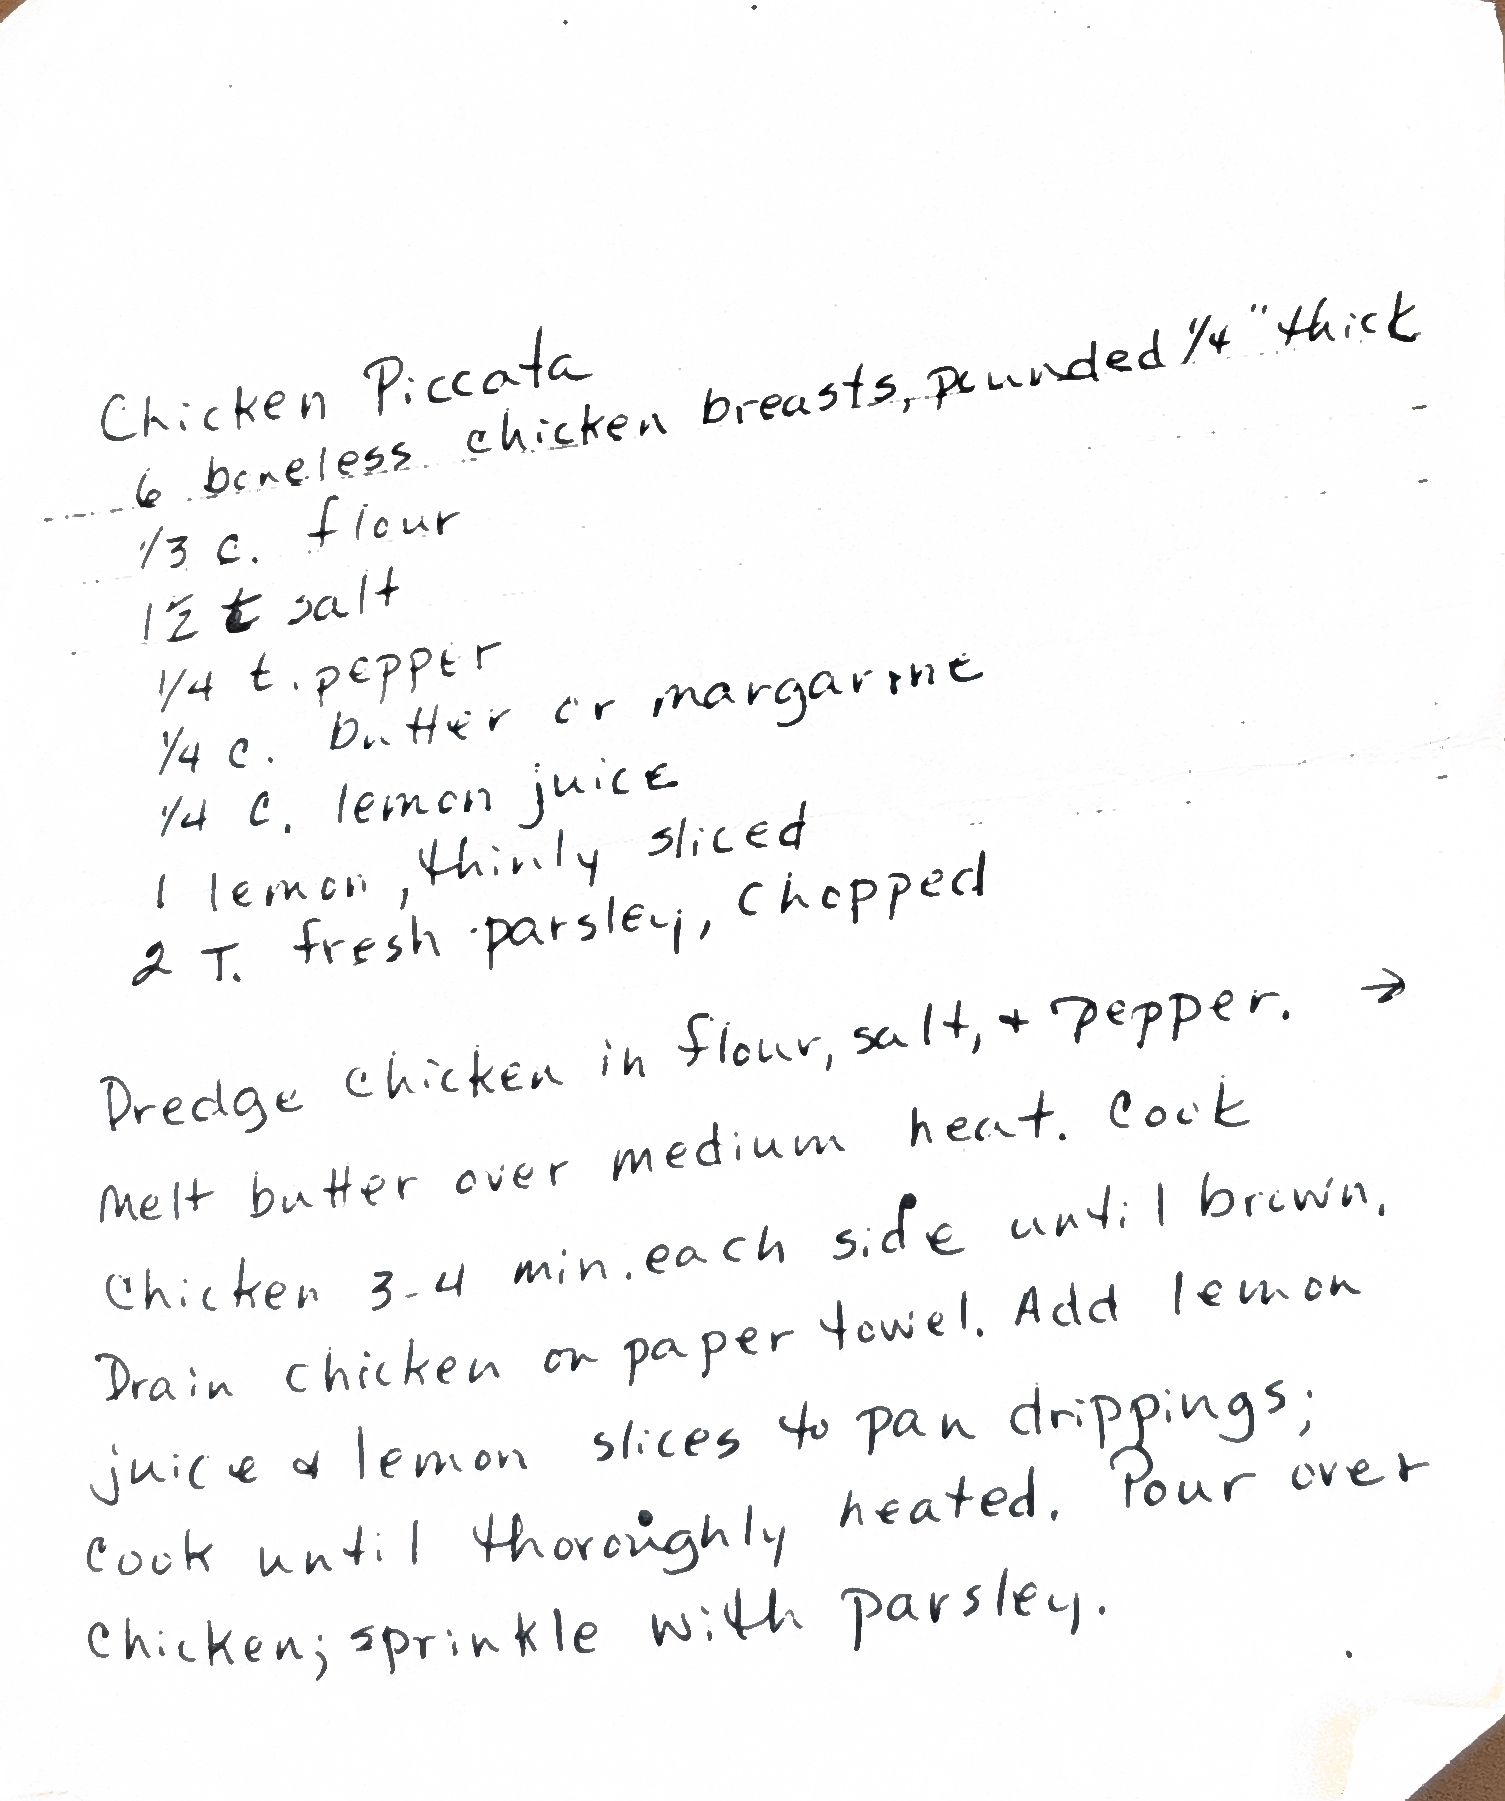 Chicken Piccata
6 boneless chicken breasts, pounded 1/4" thick
1/3 c. flour
1 1/2 t salt
1/4 t. pepper
1/4 c. butter or margarine
1/4 c. lemon juice
1 lemon, thinly sliced
2 T. fresh parsley, chopped
Dredge chicken in flour, salt, + pepper. →
Melt butter over medium heat. Cook
chicken 3-4 min. each side until brown.
Drain chicken on paper towel. Add lemon
juice & lemon slices to pan drippings;
cook until thoroughly heated. Pour over
chicken; sprinkle with parsley.